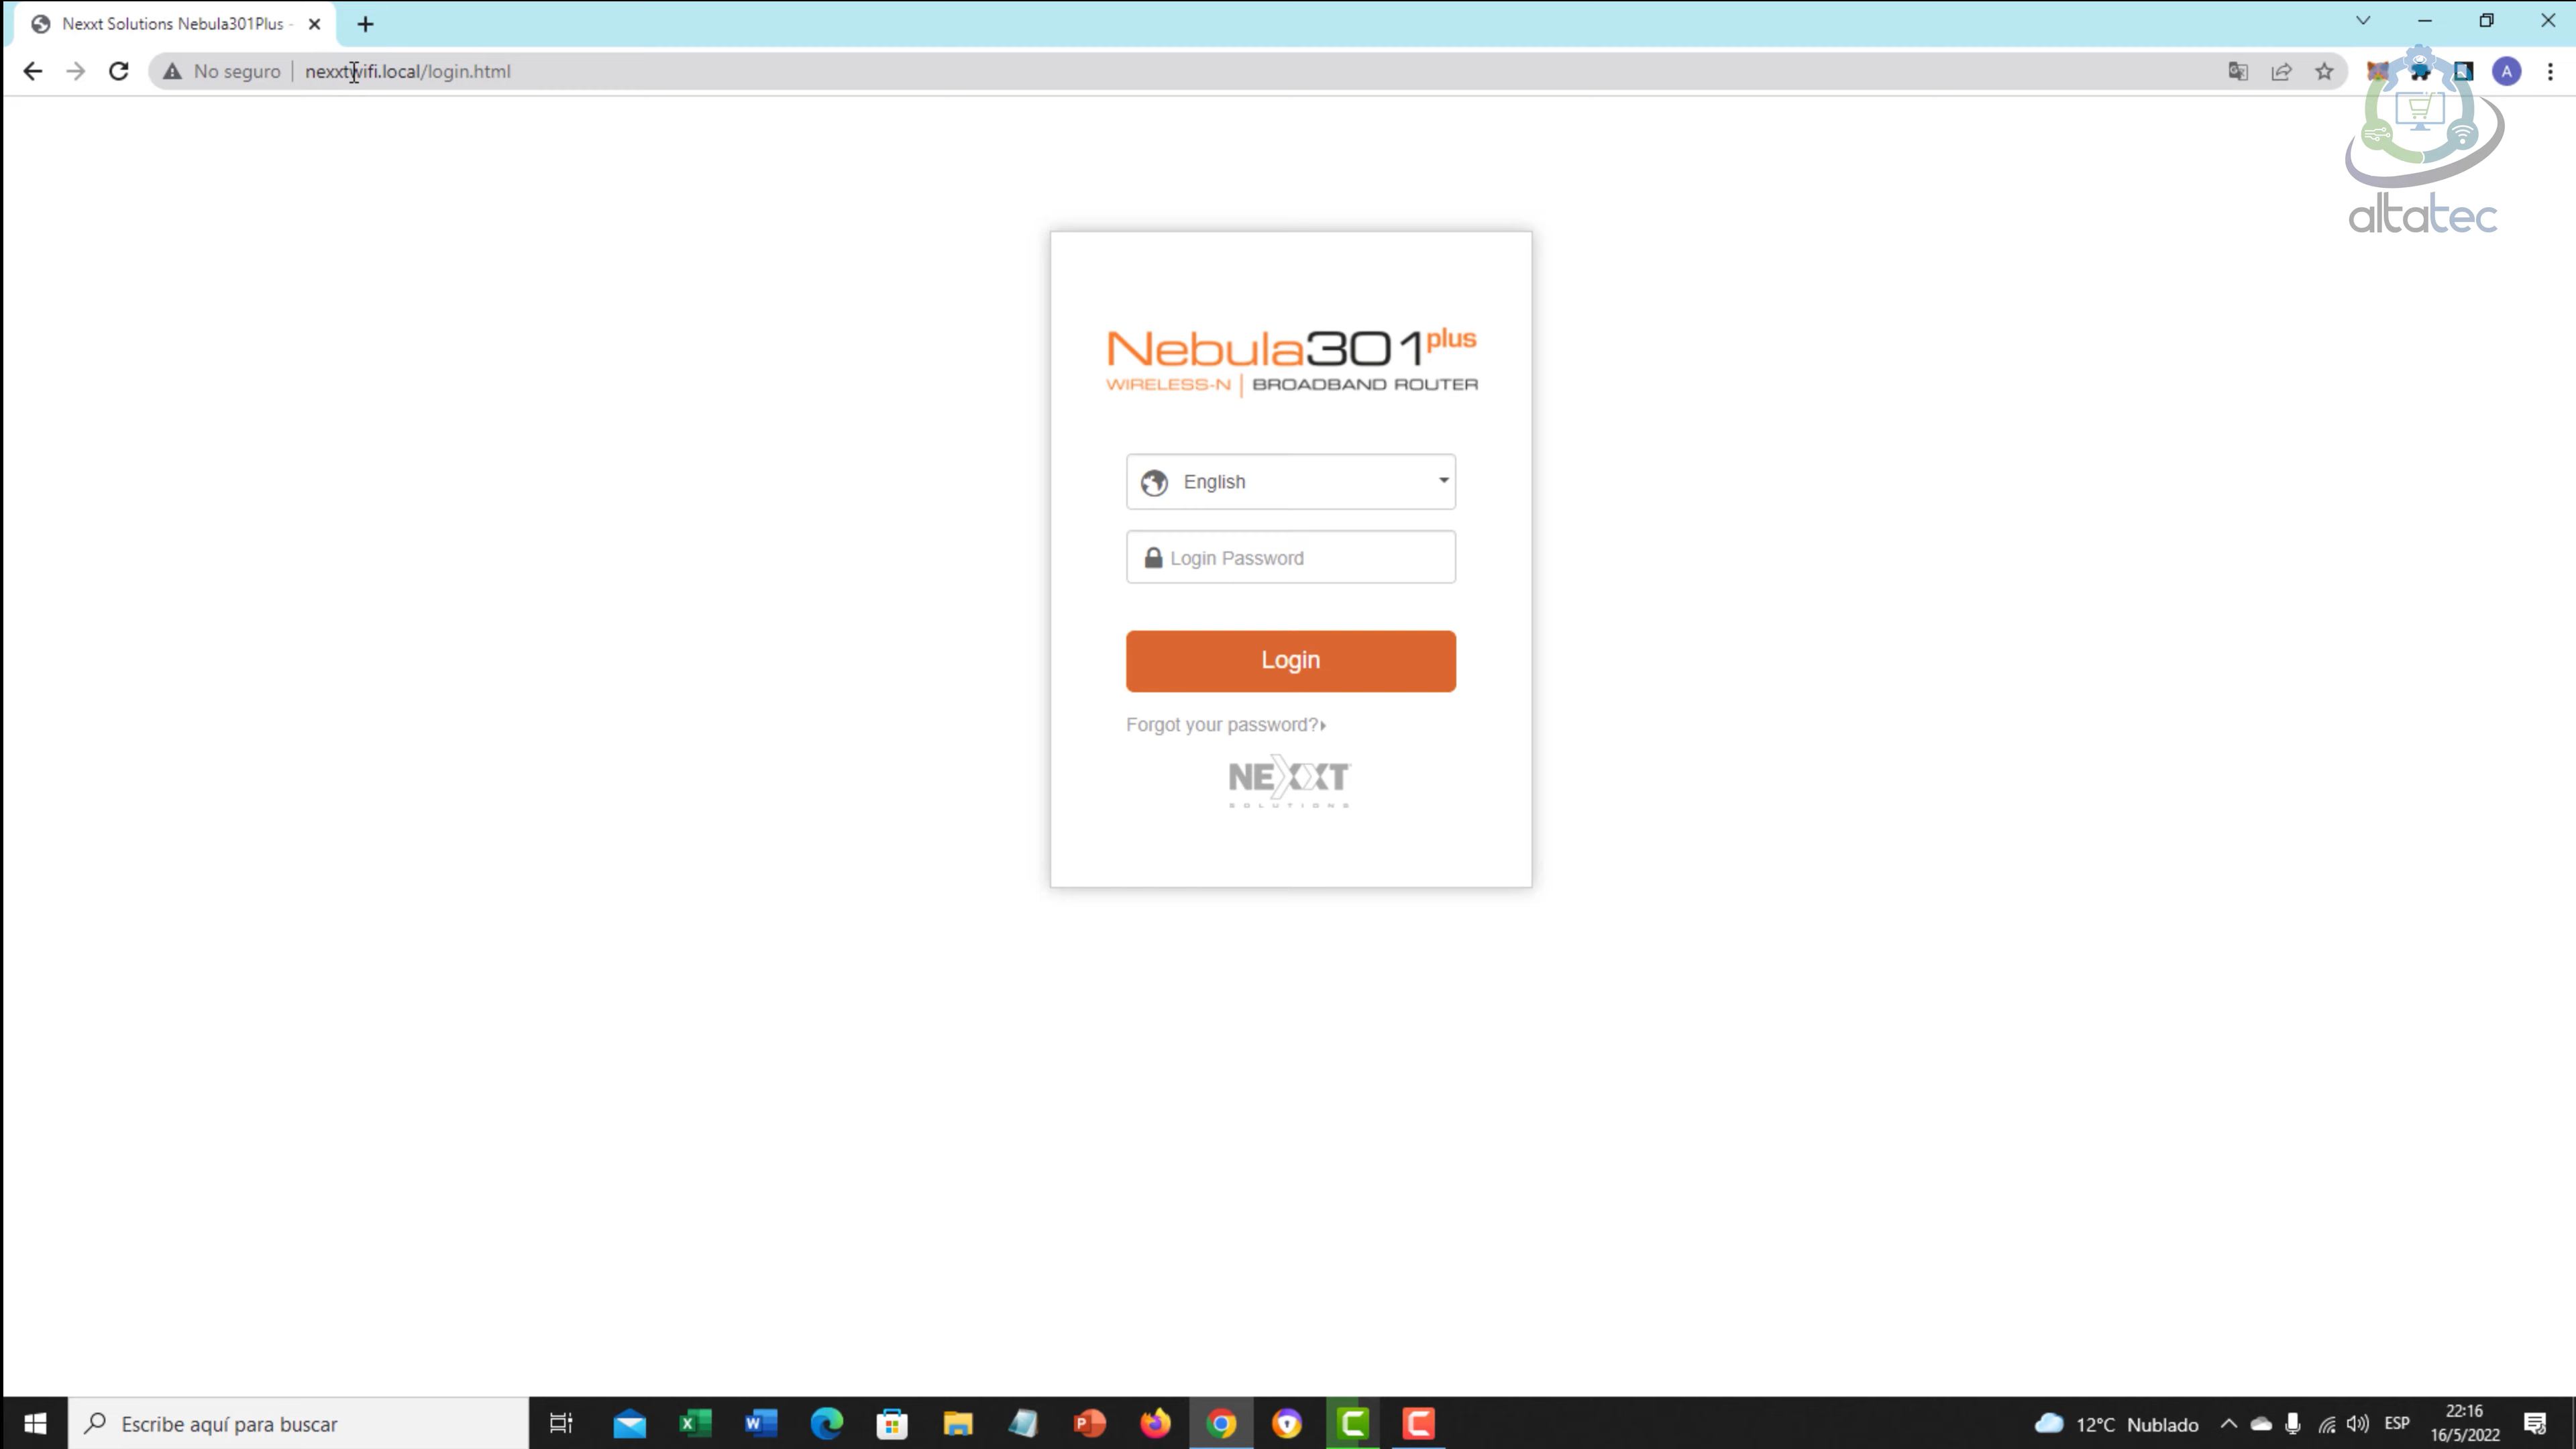 Nexxt Solutions Nebula301Plus -
No seguro | nexxtwifi.local/login.html
A
altatec
Nebula301plus
WIRELESS-N | BROADBAND ROUTER
English
Login Password
Login
Forgot your password?
NEXXT
SOLUTIONS
Escribe aquí para buscar
12°C Nublado
ESP
22:16
16/5/2022